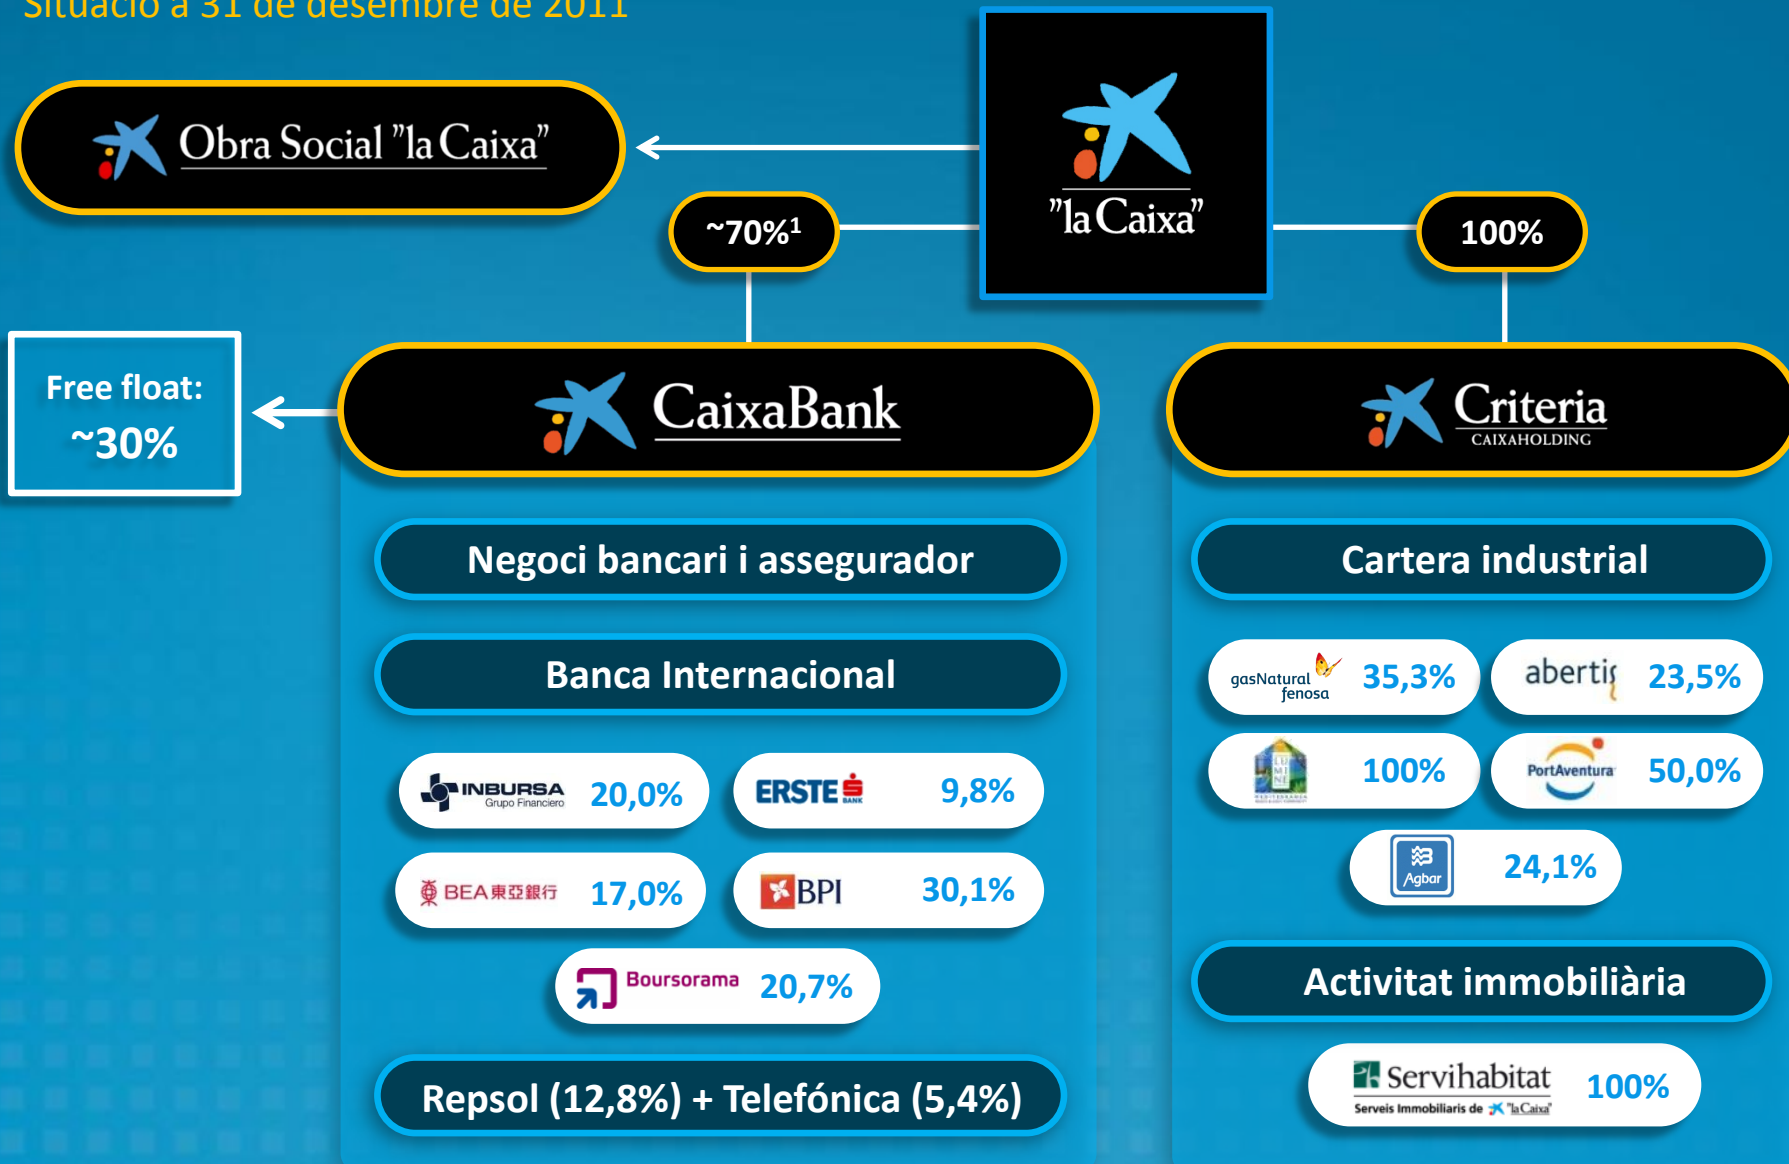 Situació a 31 de desembre de 2011
Obra Social "la Caixa"
"la Caixa"
~70%¹
100%
Free float:
~30%
CaixaBank
Criteria
CAIXAHOLDING
Negoci bancari i assegurador
Cartera industrial
Banca Internacional
gasNatural
fenosa
35,3%
abertis
23,5%
INBURSA
Grupo Financiero
20,0%
ERSTE
BANK
9,8%
LU
MI
NE
100%
PortAventura
50,0%
BEA東亞銀行
17,0%
BPI
30,1%
Agbar
24,1%
Boursorama
20,7%
Activitat immobiliària
Repsol (12,8%) + Telefónica (5,4%)
Servihabitat
Serveis Immobiliaris de "la Caixa"
100%